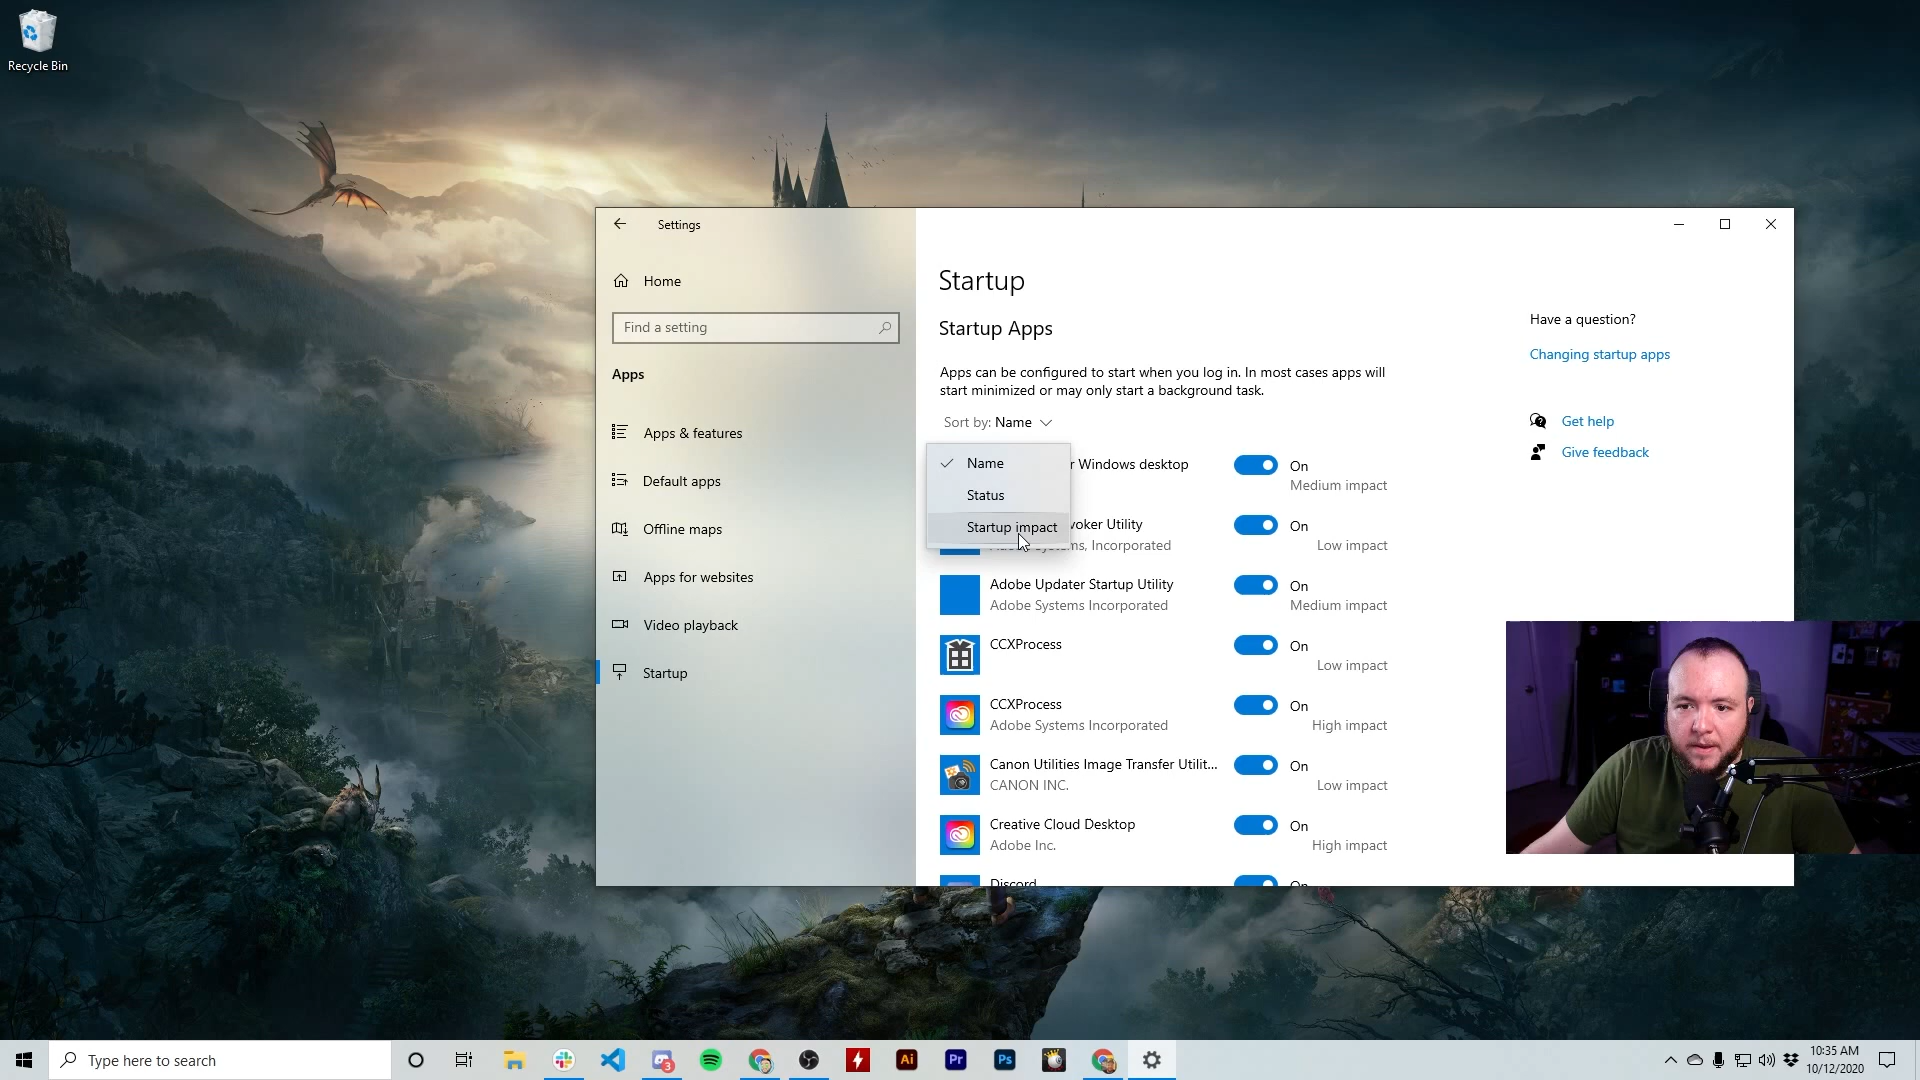 Recycle Bin
Settings
Home
Find a setting
Apps
Apps & features
Default apps
Offline maps
Apps for websites
Video playback
Startup
Startup
Startup Apps
Apps can be configured to start when you log in. In most cases apps will
start minimized or may only start a background task.
Sort by: Name
Name
Status
Startup impact
r Windows desktop
On
Medium impact
voker Utility
Adobe Systems, Incorporated
On
Low impact
Adobe Updater Startup Utility
Adobe Systems Incorporated
On
Medium impact
CCXProcess
On
Low impact
CCXProcess
Adobe Systems Incorporated
On
High impact
Canon Utilities Image Transfer Utilit...
CANON INC.
On
Low impact
Creative Cloud Desktop
Adobe Inc.
On
High impact
Discord
On
Have a question?
Changing startup apps
Get help
Give feedback
Type here to search
3
Ai
Pr
Ps
10:35 AM
10/12/2020